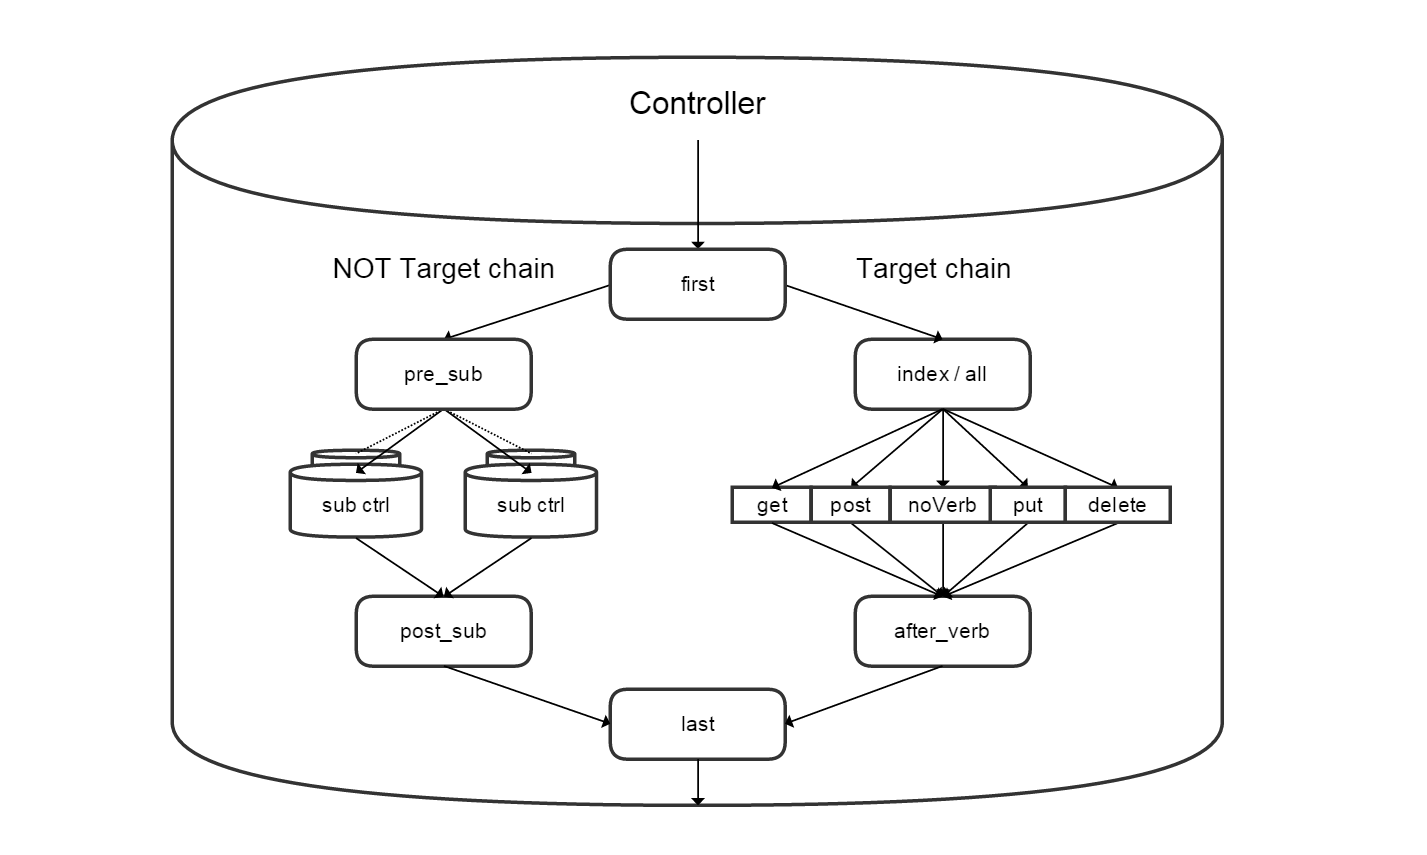 Controller
NOT Target chain
Target chain
first
pre_sub
index / all
sub ctrl
sub ctrl
get
post
noVerb
put
delete
post_sub
after_verb
last